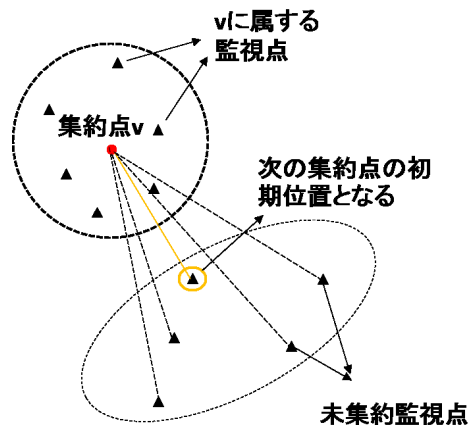 vに属する
監視点
集約点v
次の集約点の初
期位置となる
未集約監視点